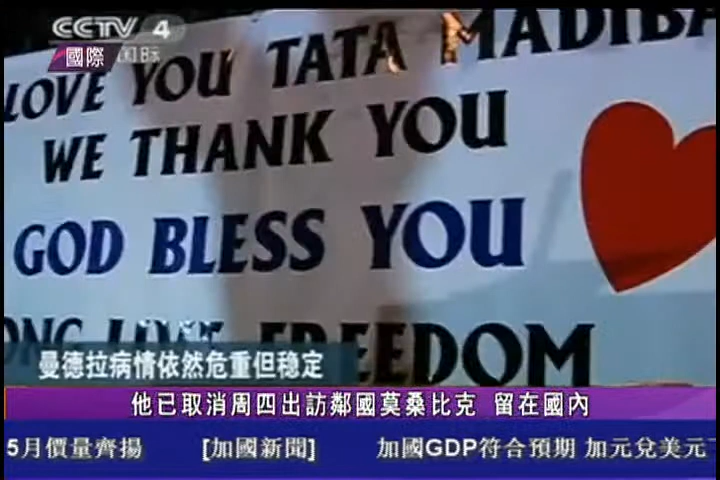 CCTV 4
國際
LOVE YOU TATA MADIBA
WE THANK YOU
GOD BLESS YOU
LONG LIVE FREEDOM
曼德拉病情依然危重但稳定
他已取消周四出訪鄰國莫桑比克 留在國內
5月價量齊揚 [加國新聞] 加國GDP符合預期 加元兌美元